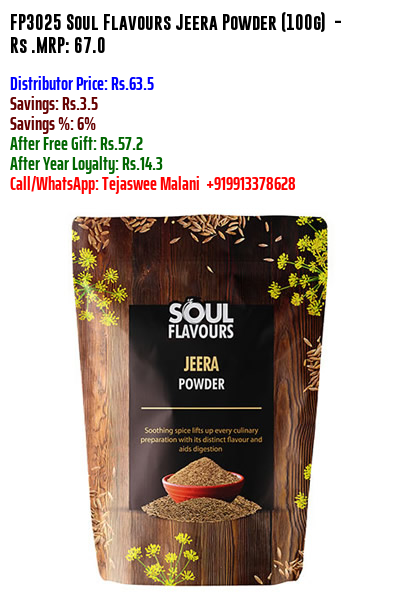 FP3025 Soul Flavours Jeera Powder (100g) -
Rs .MRP: 67.0
Distributor Price: Rs.63.5
Savings: Rs.3.5
Savings %: 6%
After Free Gift: Rs.57.2
After Year Loyalty: Rs.14.3
Call/WhatsApp: Tejaswee Malani +919913378628
SOUL
FLAVOURS
JEERA
POWDER
Soothing spice lifts up every culinary
preparation with its distinct flavour and
aids digestion